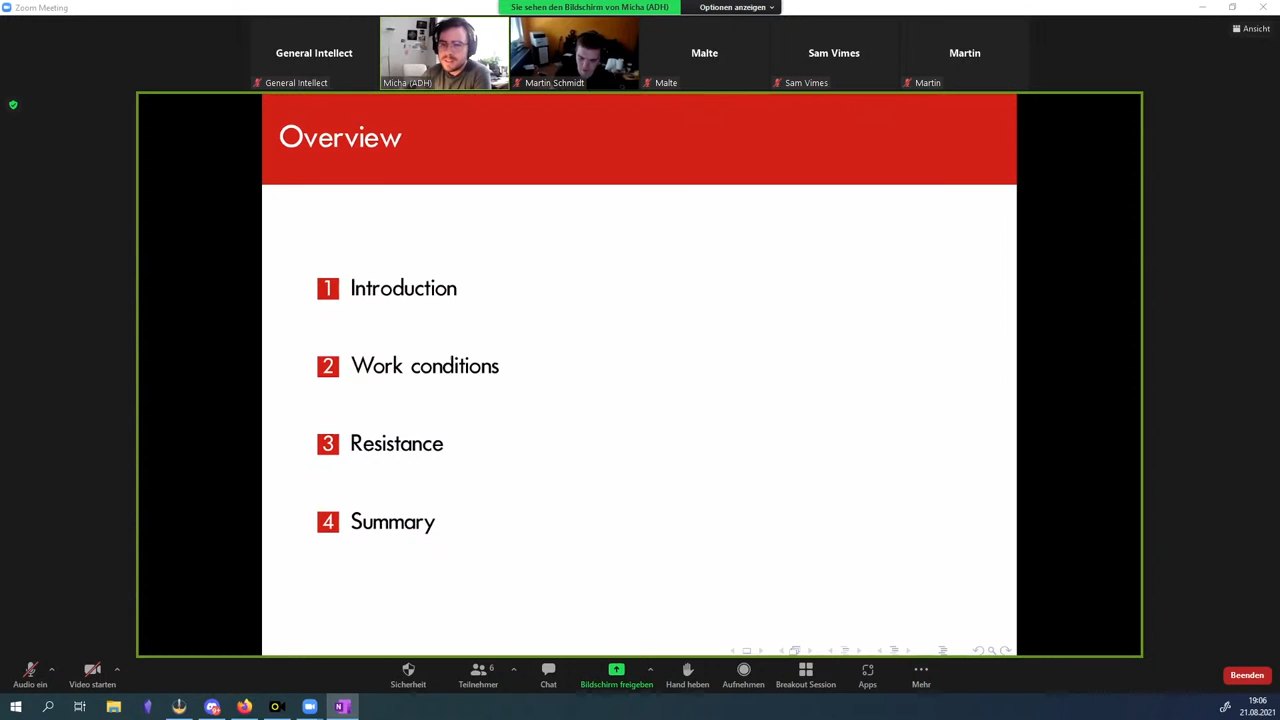 Zoom Meeting
Sie sehen den Bildschirm von Micha (ADH)
Optionen anzeigen
Ansicht
General Intellect
Malte
Sam Vimes
Martin
General Intellect
Micha (ADH)
Martin Schmidt
Malte
Sam Vimes
Martin
Overview
1 Introduction
2 Work conditions
3 Resistance
4 Summary
6
Audio ein
Video starten
Sicherheit
Teilnehmer
Chat
Bildschirm freigeben
Hand heben
Aufnehmen
Breakout Session
Apps
Mehr
Beenden
19:06
21.08.2021